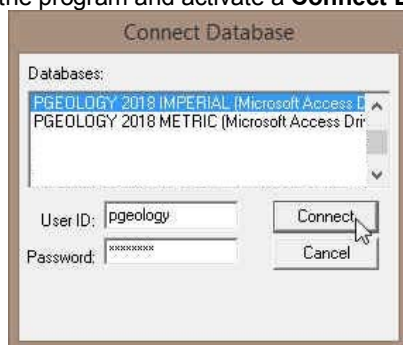 the program and activate a Connect
Connect Database
Databases:
PGEOLOGY 2018 IMPERIAL (Microsoft Access D
PGEOLOGY 2018 METRIC (Microsoft Access Dri
User ID: pgeology Connect
Password: ×××××××× Cancel